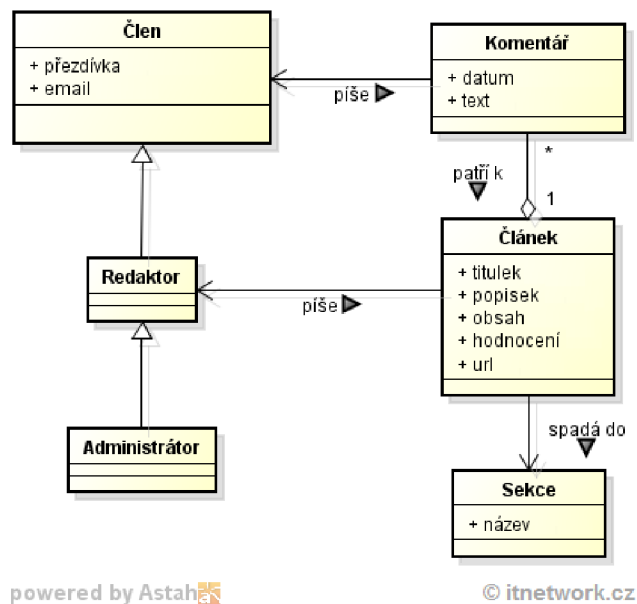 Člen
+ přezdívka
+ email
píše
Komentář
+ datum
+ text
*
patří k
1
Redaktor
píše
Článek
+ titulek
+ popisek
+ obsah
+ hodnocení
+ url
Administrátor
spadá do
Sekce
+ název
powered by Astah
© itnetwork.cz